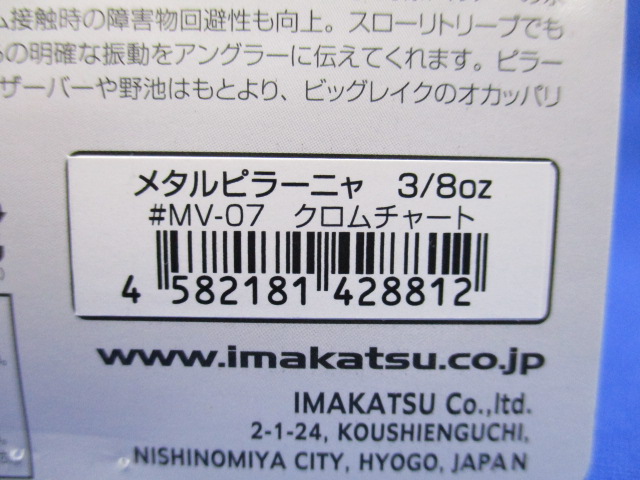 ム接触時の障害物回避性も向上。スローリトリーブでも
の明確な振動をアングラーに伝えてくれます。ピラー
ザーバーや野池はもとより、ビッグレイクのオカッパリ
メタルピラーニャ 3/8oz
#MV-07 クロムチャート
4 582181 428812
www.imakatsu.co.jp
IMAKATSU Co.,ltd.
2-1-24, KOUSHIENGUCHI,
NISHINOMIYA CITY, HYOGO, JAPAN